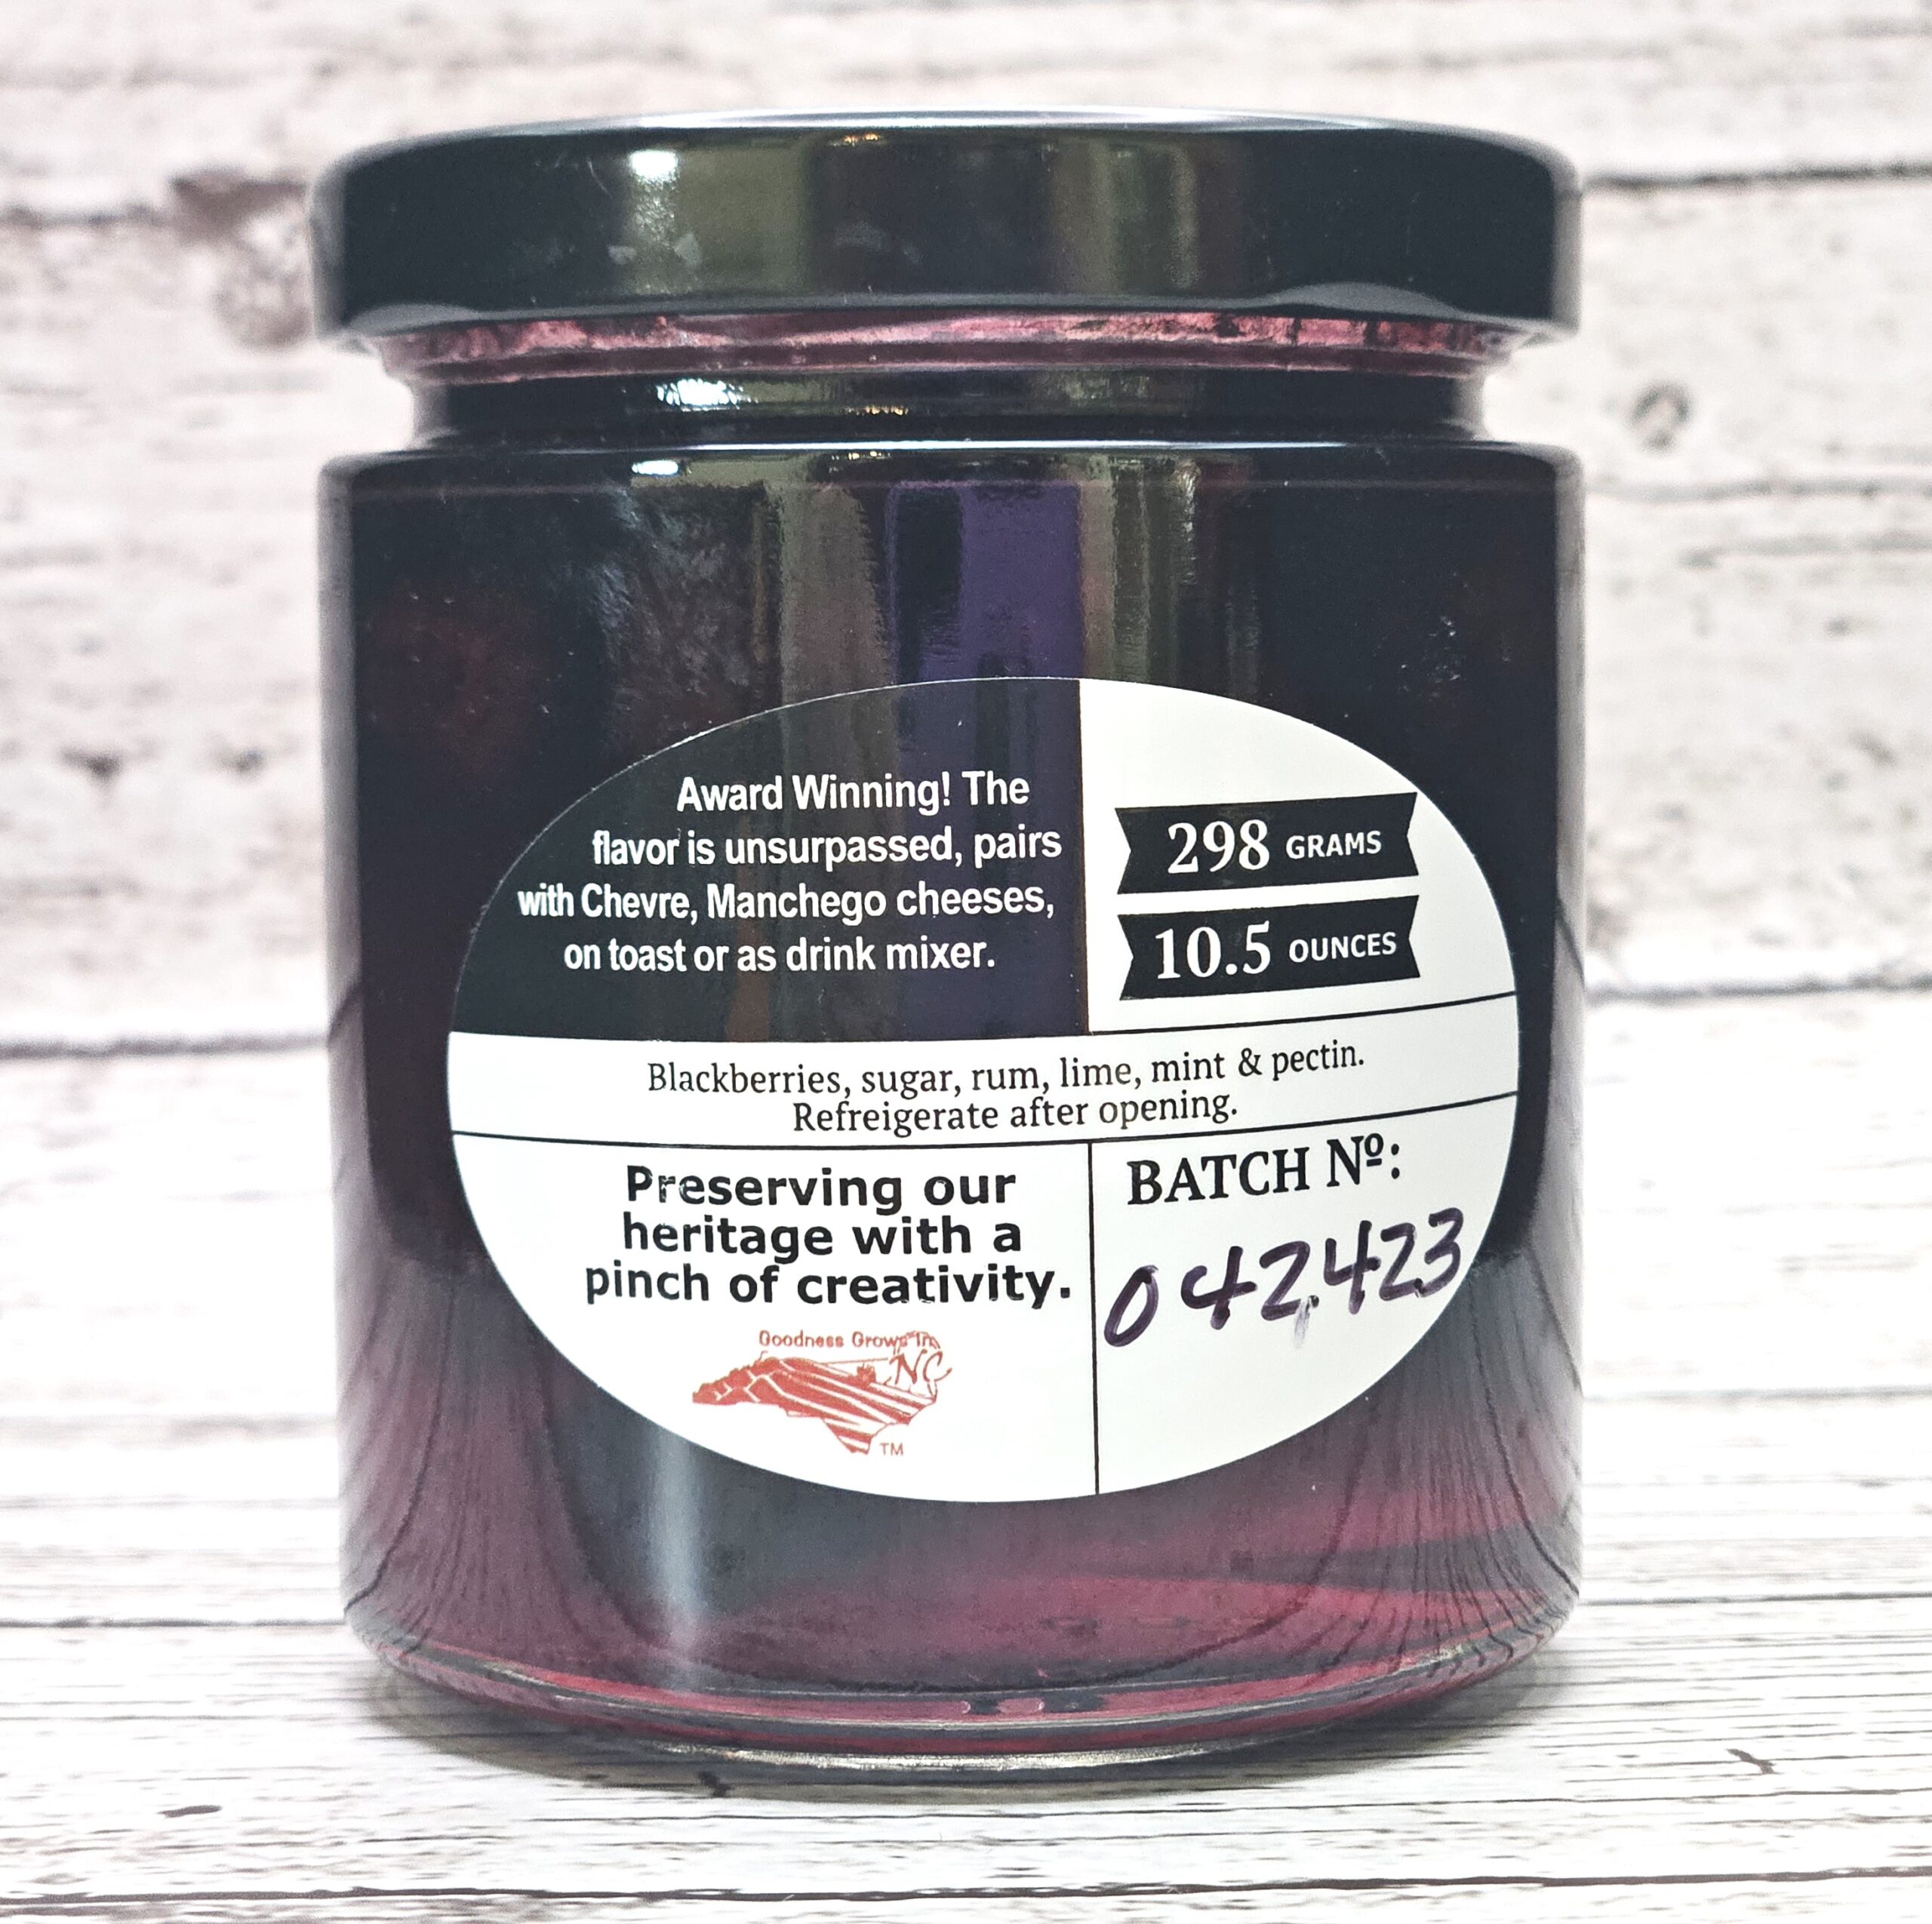 Award Winning! The
flavor is unsurpassed, pairs
with Chevre, Manchego cheeses,
on toast or as drink mixer.
298 GRAMS
10.5 OUNCES
Blackberries, sugar, rum, lime, mint & pectin.
Refreigerate after opening.
Preserving our
heritage with a
pinch of creativity.
Goodness Grows In
NC
TM
BATCH Nº:
042423